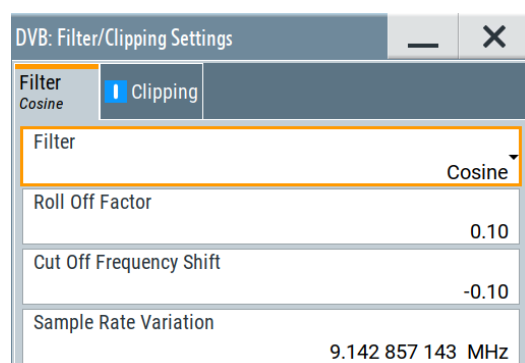 DVB: Filter/Clipping Settings
Filter
Cosine
Clipping
Filter
Cosine
Roll Off Factor
0.10
Cut Off Frequency Shift
-0.10
Sample Rate Variation
9.142 857 143 MHz